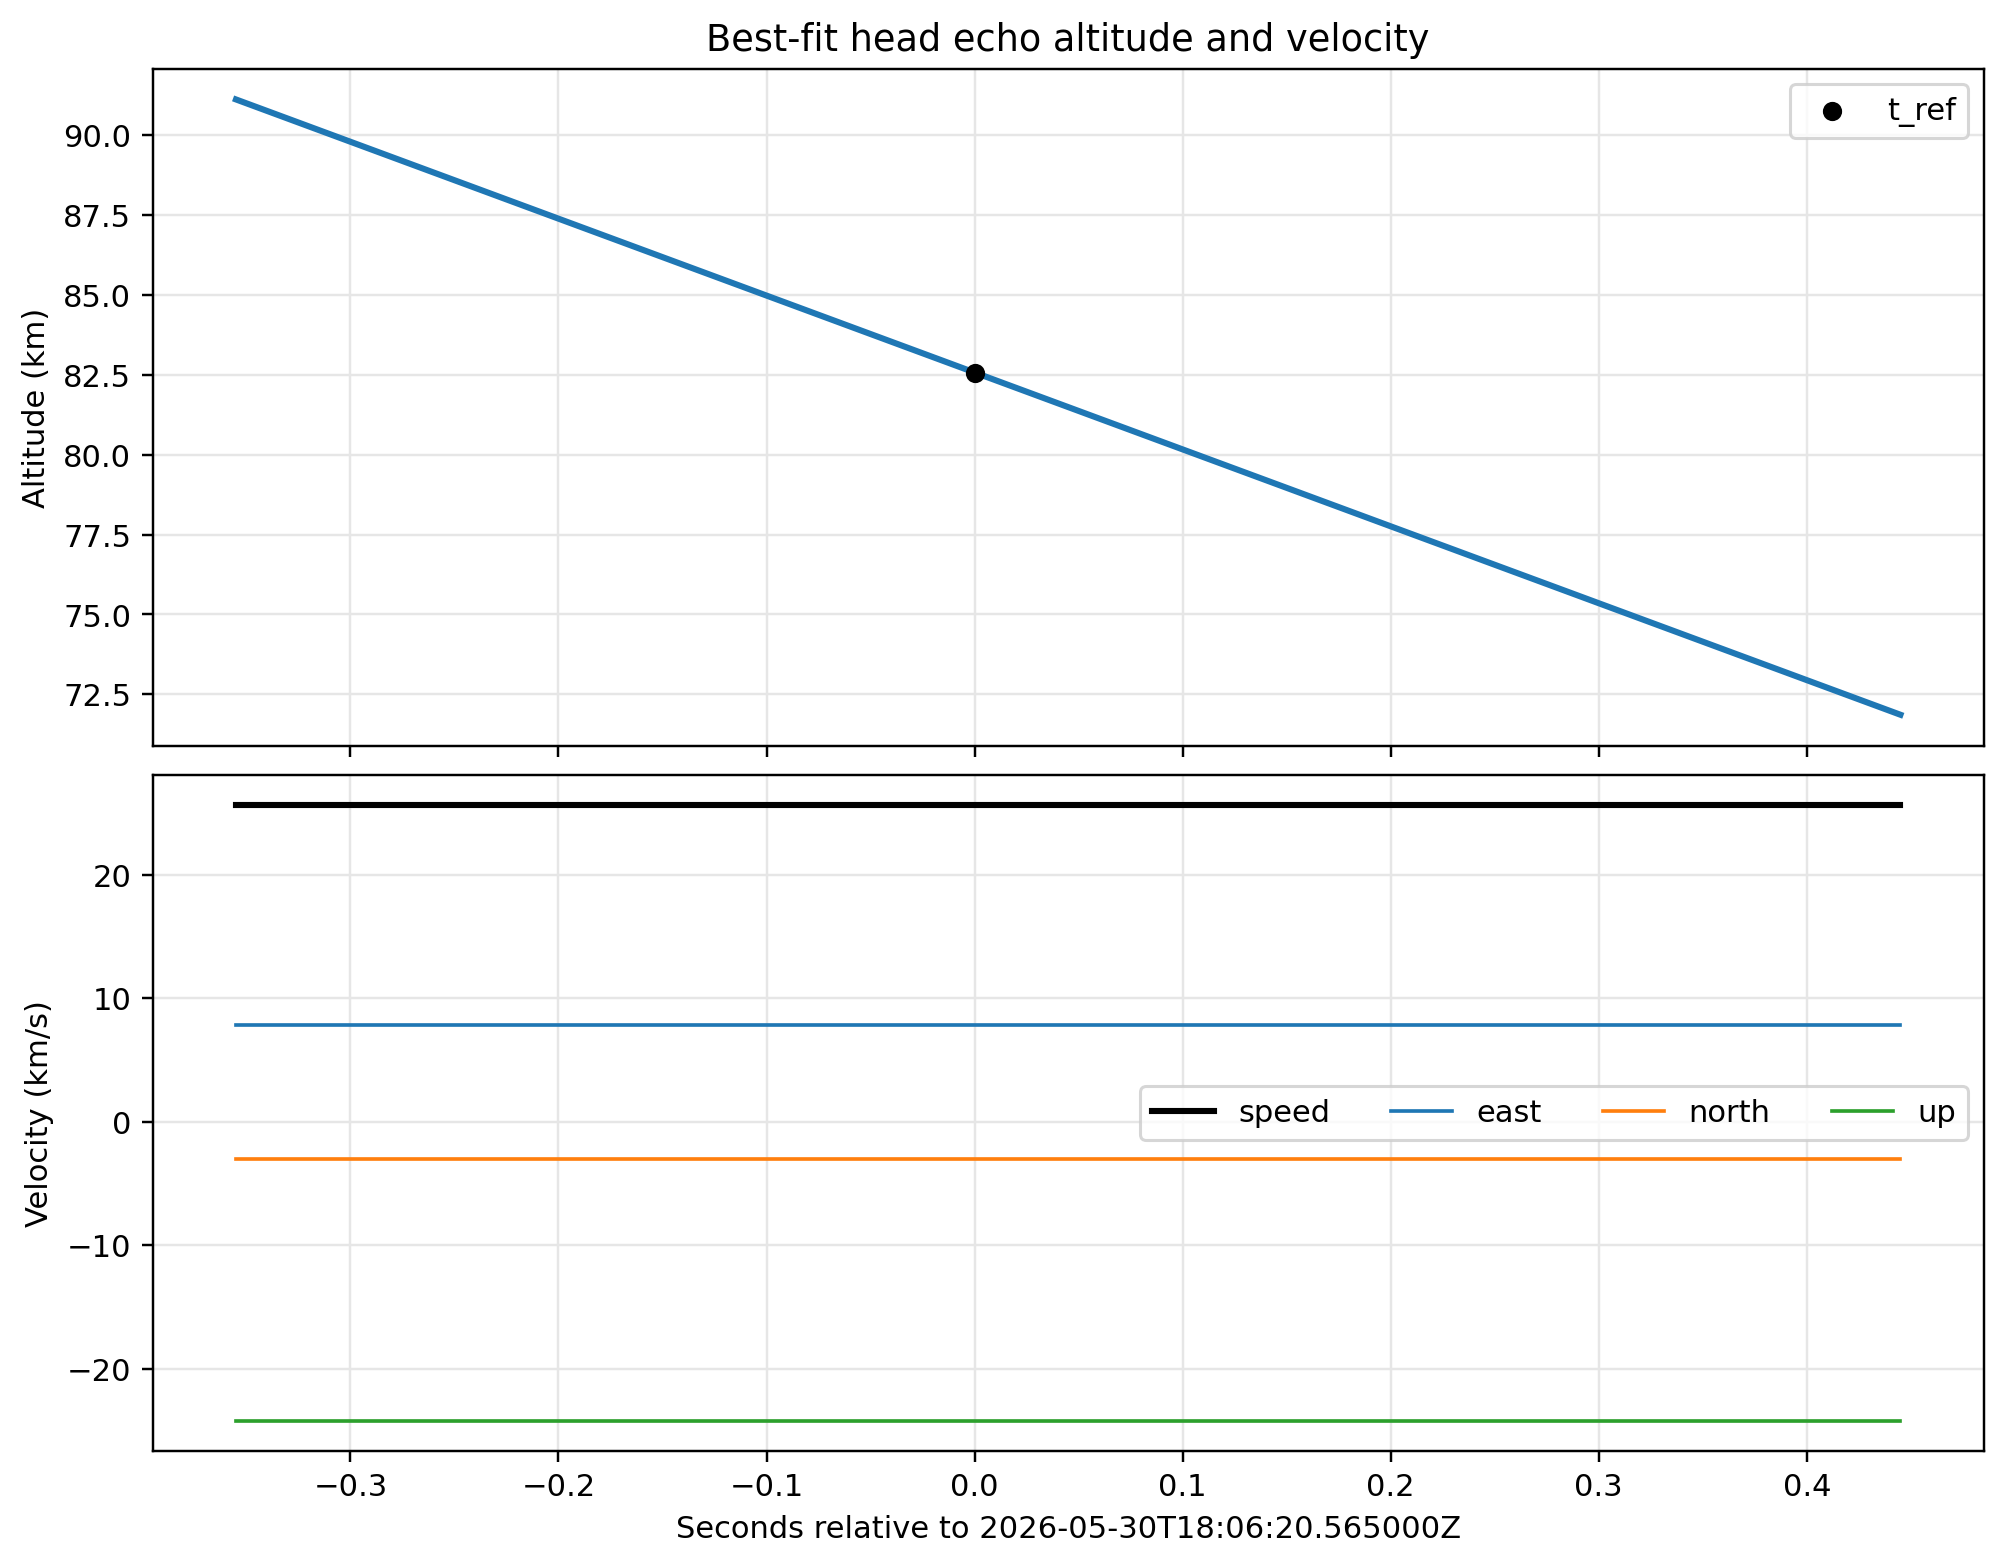 Best-fit head echo altitude and velocity
t_ref
90.0
87.5
85.0
82.5
80.0
77.5
75.0
72.5
Altitude (km)
20
10
0
−10
−20
Velocity (km/s)
speed east north up
−0.3 −0.2 −0.1 0.0 0.1 0.2 0.3 0.4
Seconds relative to 2026-05-30T18:06:20.565000Z